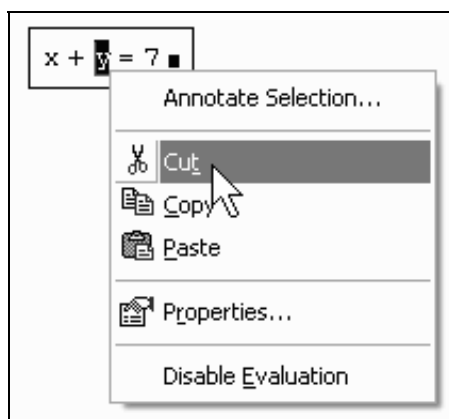 x + y = 7
Annotate Selection...
Cut
Copy
Paste
Properties...
Disable Evaluation